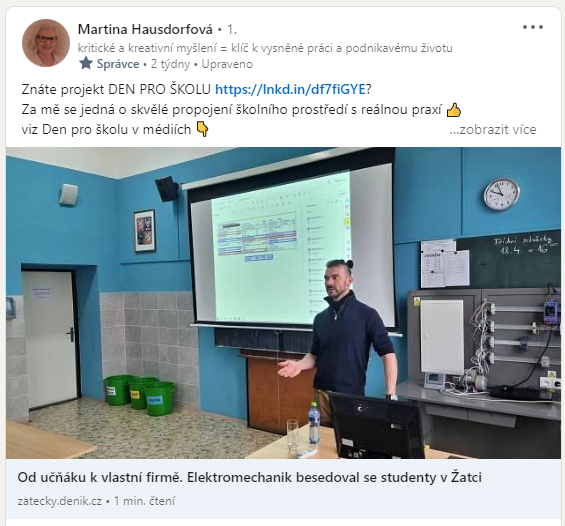 Martina Hausdorfová • 1.
kritické a kreativní myšlení = klíč k vysněné práci a podnikavému životu
Správce • 2 týdny • Upraveno
Znáte projekt DEN PRO ŠKOLU https://lnkd.in/df7fiGYE?
Za mě se jedná o skvělé propojení školního prostředí s reálnou praxí 👍
viz Den pro školu v médiích 👇
...zobrazit více
Třídní schůzky
18.4. v 16⁰⁰
Od učňáku k vlastní firmě. Elektromechanik besedoval se studenty v Žatci
zatecky.denik.cz • 1 min. čtení